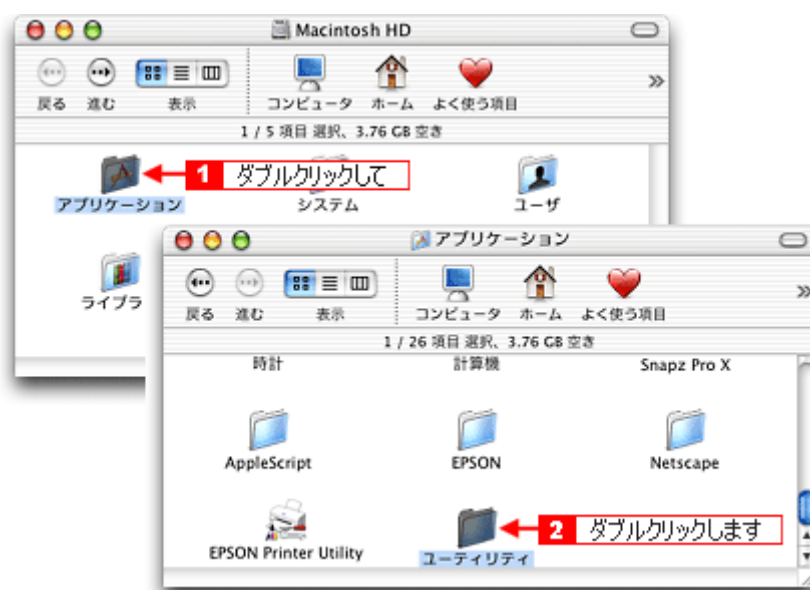 Macintosh HD
戻る 進む 表示 コンピュータ ホーム よく使う項目
1 / 5 項目 選択、3.76 GB 空き
1 ダブルクリックして
アプリケーション システム ユーザ
ライブラ
アプリケーション
戻る 進む 表示 コンピュータ ホーム よく使う項目
1 / 26 項目 選択、3.76 GB 空き
時計 計算機 Snapz Pro X
AppleScript EPSON Netscape
2 ダブルクリックします
EPSON Printer Utility ユーティリティ